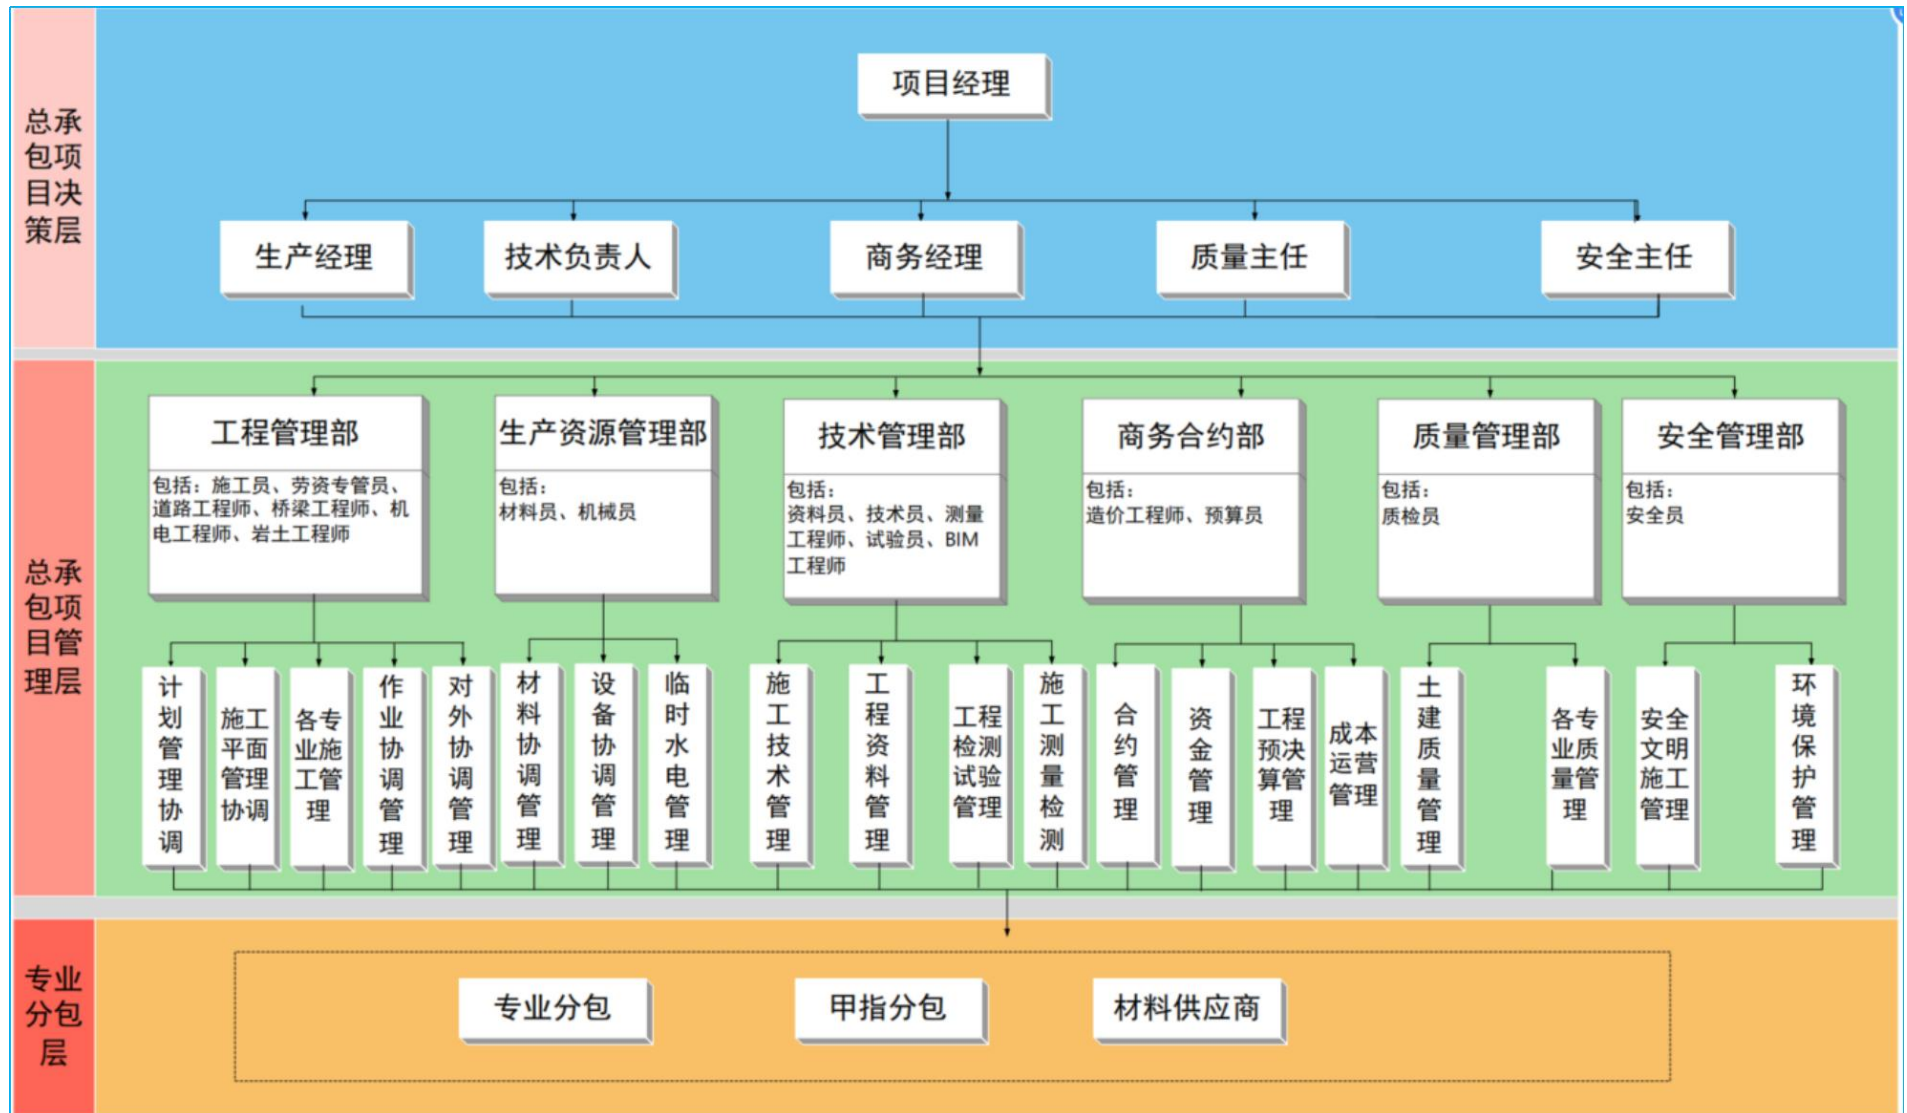 总承
包项
目决
策层
项目经理
生产经理
技术负责人
商务经理
质量主任
安全主任
总承
包项
目管
理层
工程管理部
包括：施工员、劳资专管员、
道路工程师、桥梁工程师、机
电工程师、岩土工程师
生产资源管理部
包括：
材料员、机械员
技术管理部
包括：
资料员、技术员、测量
工程师、试验员、BIM
工程师
商务合约部
包括：
造价工程师、预算员
质量管理部
包括：
质检员
安全管理部
包括：
安全员
计划管理协调
施工
平面
管理
协调
各专
业施
工管
理
作业协调管理
对外协调管理
材料协调管理
设备协调管理
临时水电管理
施工技术管理
工程资料管理
工程
检测
试验
管理
施工测量检测
合约管理
资金管理
工程
预决
算管
理
成本
运营
管理
土建质量管理
各专
业质
量管
理
安全
文明
施工
管理
环境保护管理
专业
分包
层
专业分包
甲指分包
材料供应商